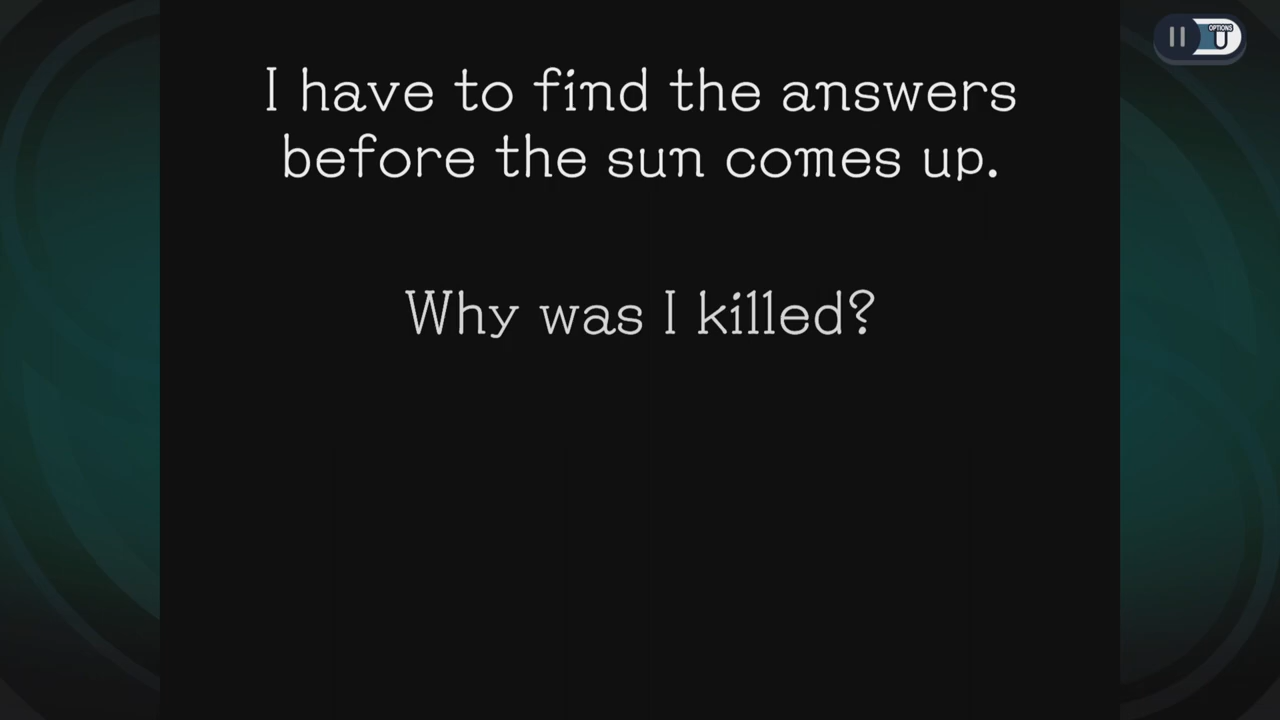 OPTIONS
I have to find the answers
before the sun comes up.
Why was I killed?